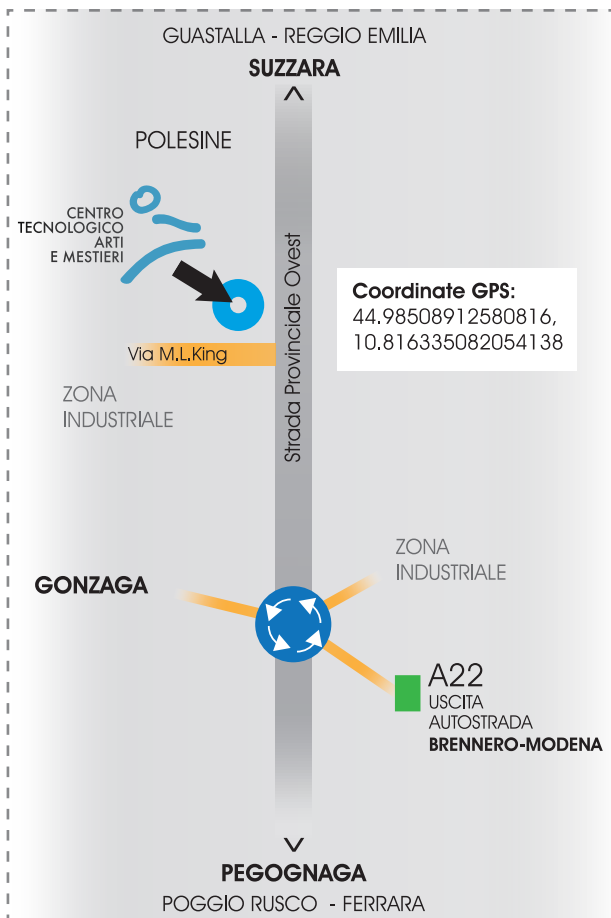 GUASTALLA - REGGIO EMILIA
SUZZARA
POLESINE
CENTRO
TECNOLOGICO
ARTI
E MESTIERI
Strada Provinciale Ovest
Coordinate GPS:
44.98508912580816,
10.816335082054138
Via M.L.King
ZONA
INDUSTRIALE
ZONA
INDUSTRIALE
GONZAGA
A22
USCITA
AUTOSTRADA
BRENNERO-MODENA
PEGOGNAGA
POGGIO RUSCO - FERRARA